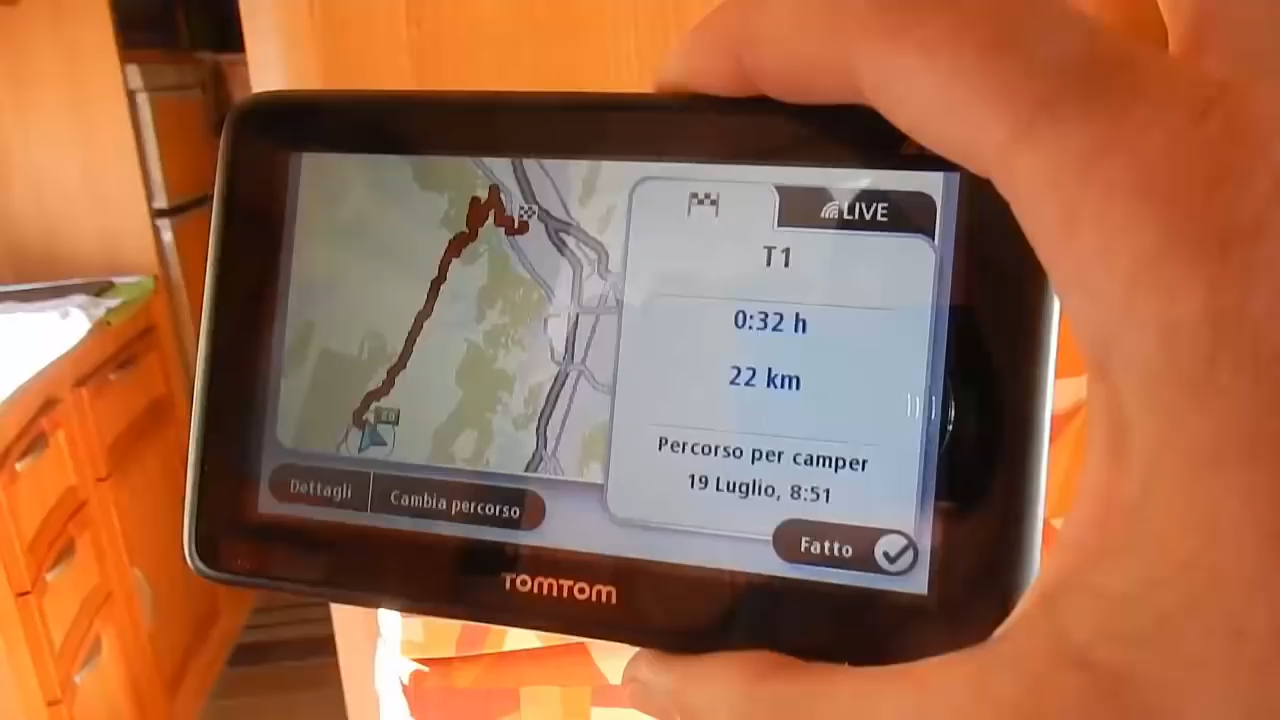 LIVE
T1
0:32 h
22 km
Percorso per camper
19 Luglio, 8:51
Dettagli
Cambia percorso
Fatto
TOMTOM